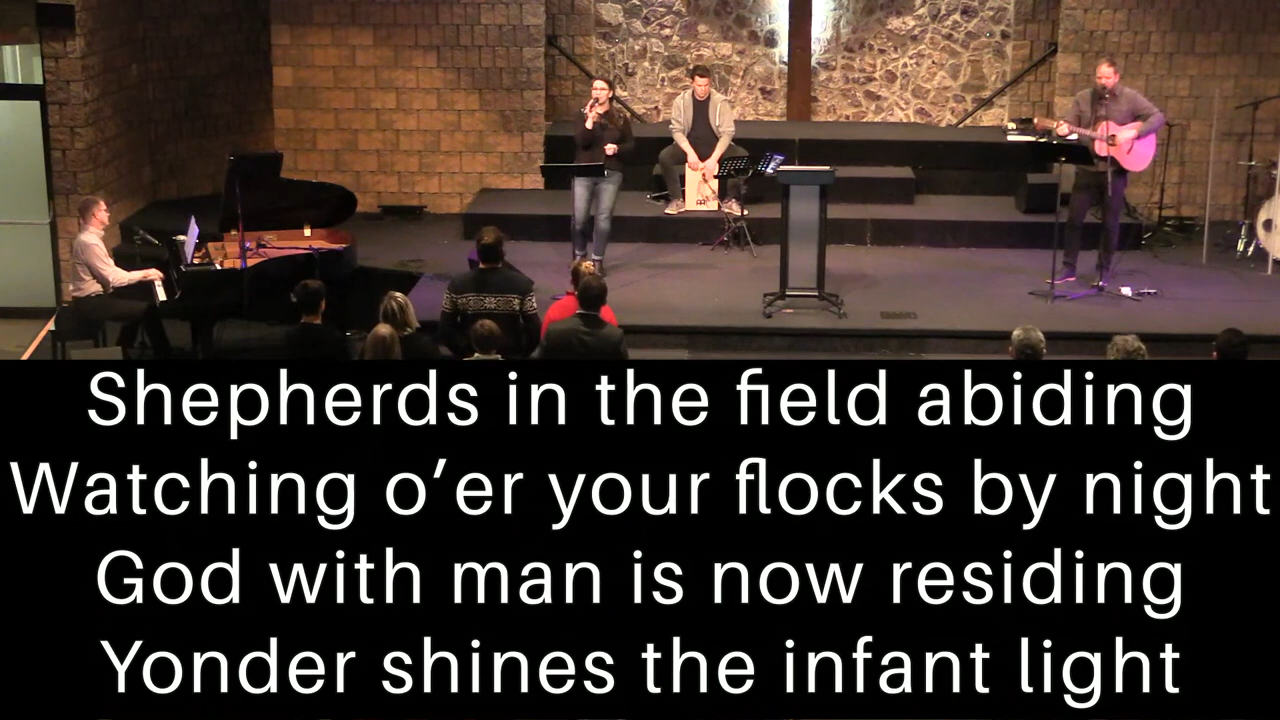 Shepherds in the field abiding
Watching o’er your flocks by night
God with man is now residing
Yonder shines the infant light